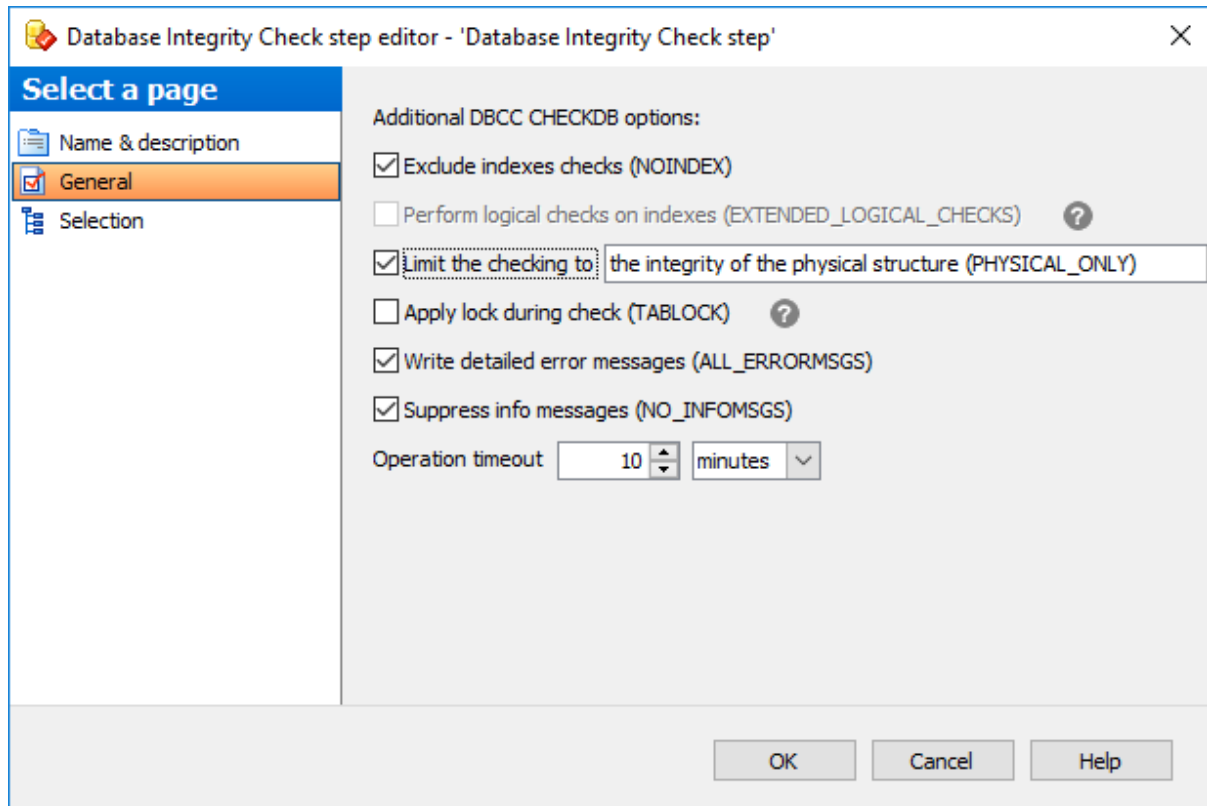 Database Integrity Check step editor - 'Database Integrity Check step'
Select a page
Name & description
General
Selection
Additional DBCC CHECKDB options:
Exclude indexes checks (NOINDEX)
Perform logical checks on indexes (EXTENDED_LOGICAL_CHECKS) ?
Limit the checking to the integrity of the physical structure (PHYSICAL_ONLY)
Apply lock during check (TABLOCK) ?
Write detailed error messages (ALL_ERRORMSGS)
Suppress info messages (NO_INFOMSGS)
Operation timeout 10 minutes
OK Cancel Help